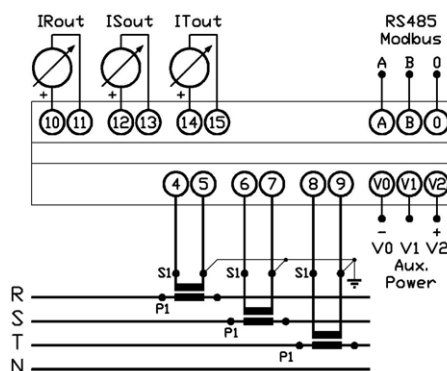 IRout ISout ITout RS485
Modbus
A B 0
+ + +
10 11 12 13 14 15 A B 0
4 5 6 7 8 9 V0 V1 V2
- +
V0 V1 V2
Aux.
Power
S1 S1 S1
R
P1
S
P1
T
P1
N